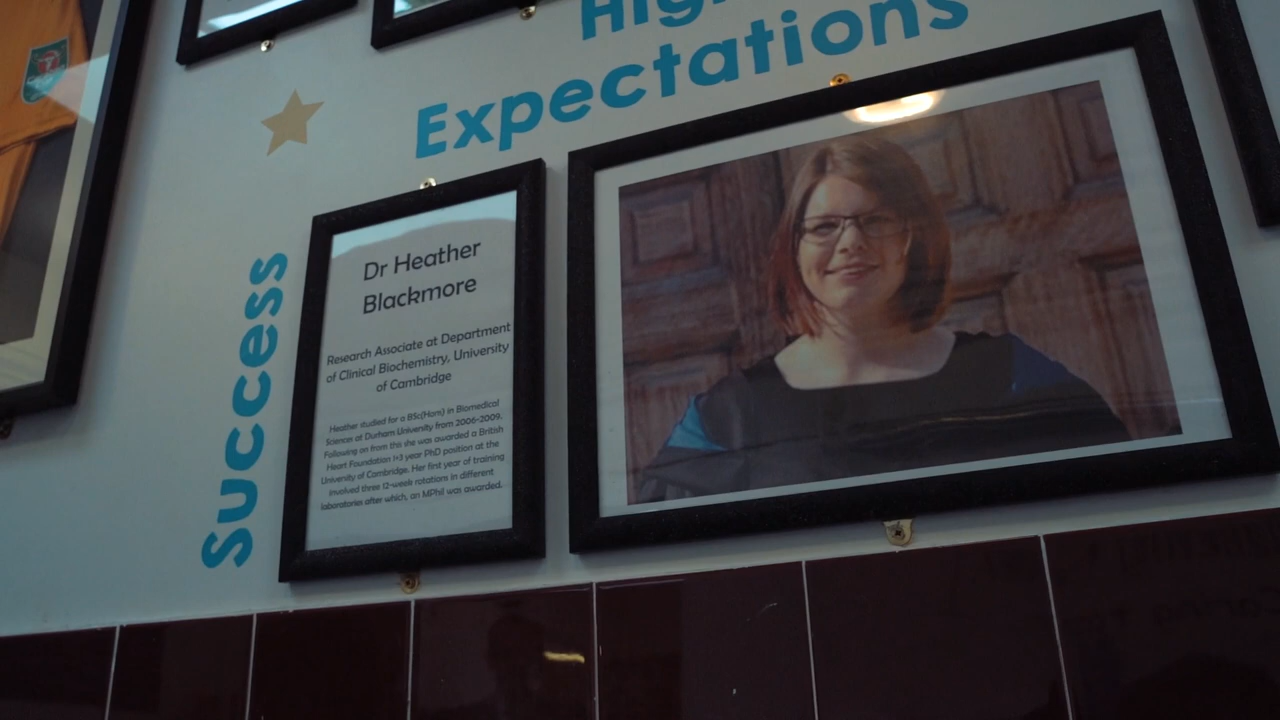 High
Expectations
Success
Dr Heather
Blackmore
Research Associate at Department
of Clinical Biochemistry, University
of Cambridge
Heather studied for a BSc(Hom) in Biomedical
Sciences at Durham University from 2006-2009.
Following on from this she was awarded a British
Heart Foundation 1+3 year PhD position at the
University of Cambridge. Her first year of training
involved three 12-week rotations in different
laboratories after which, an MPhil was awarded.